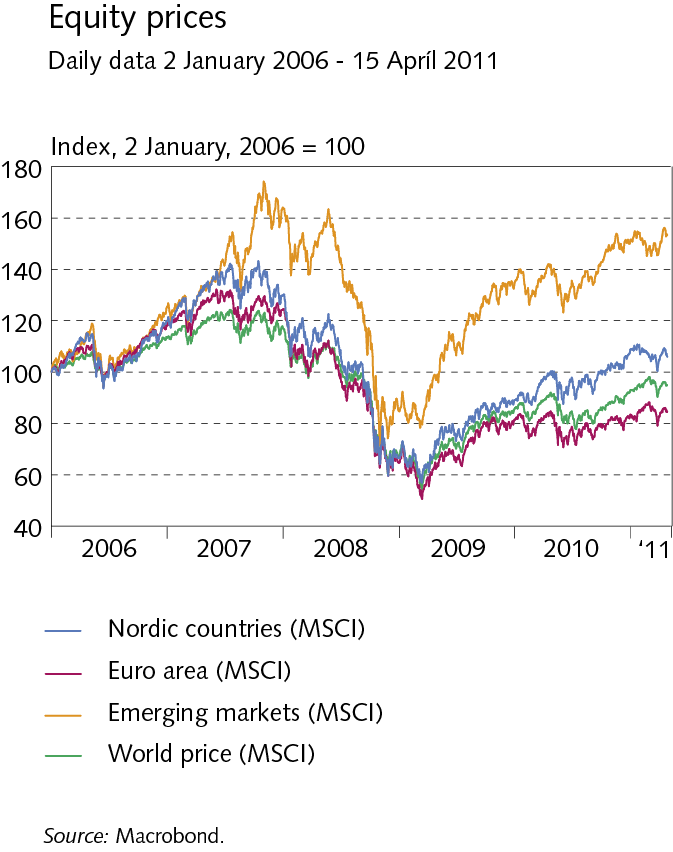 Equity prices
Daily data 2 January 2006 - 15 Apríl 2011
Index, 2 January, 2006 = 100
180
160
140
120
100
80
60
40
2006 2007 2008 2009 2010 ‘11
Nordic countries (MSCI)
Euro area (MSCI)
Emerging markets (MSCI)
World price (MSCI)
Source: Macrobond.